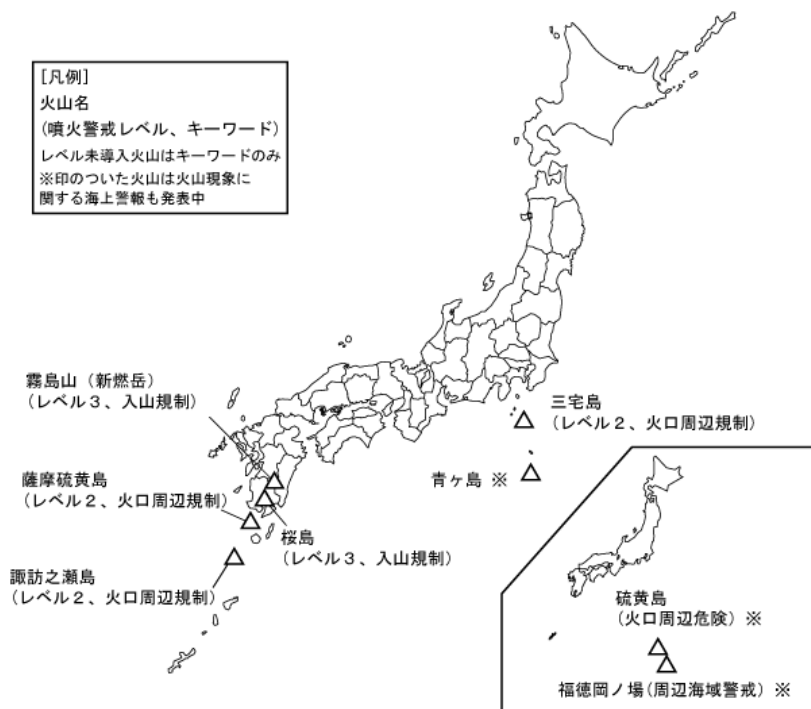 [凡例]
火山名
(噴火警戒レベル、キーワード)
レベル未導入火山はキーワードのみ
※印のついた火山は火山現象に
関する海上警報も発表中
霧島山（新燃岳）
（レベル３、入山規制）
三宅島
（レベル２、火口周辺規制）
薩摩硫黄島
（レベル２、火口周辺規制）
青ヶ島 ※
桜島
（レベル３、入山規制）
諏訪之瀬島
（レベル２、火口周辺規制）
硫黄島
（火口周辺危険）※
福徳岡ノ場(周辺海域警戒）※